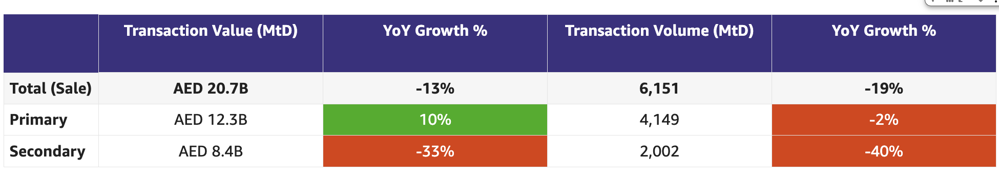 Transaction Value (MtD) YoY Growth % Transaction Volume (MtD) YoY Growth %
Total (Sale) AED 20.7B -13% 6,151 -19%
Primary AED 12.3B 10% 4,149 -2%
Secondary AED 8.4B -33% 2,002 -40%